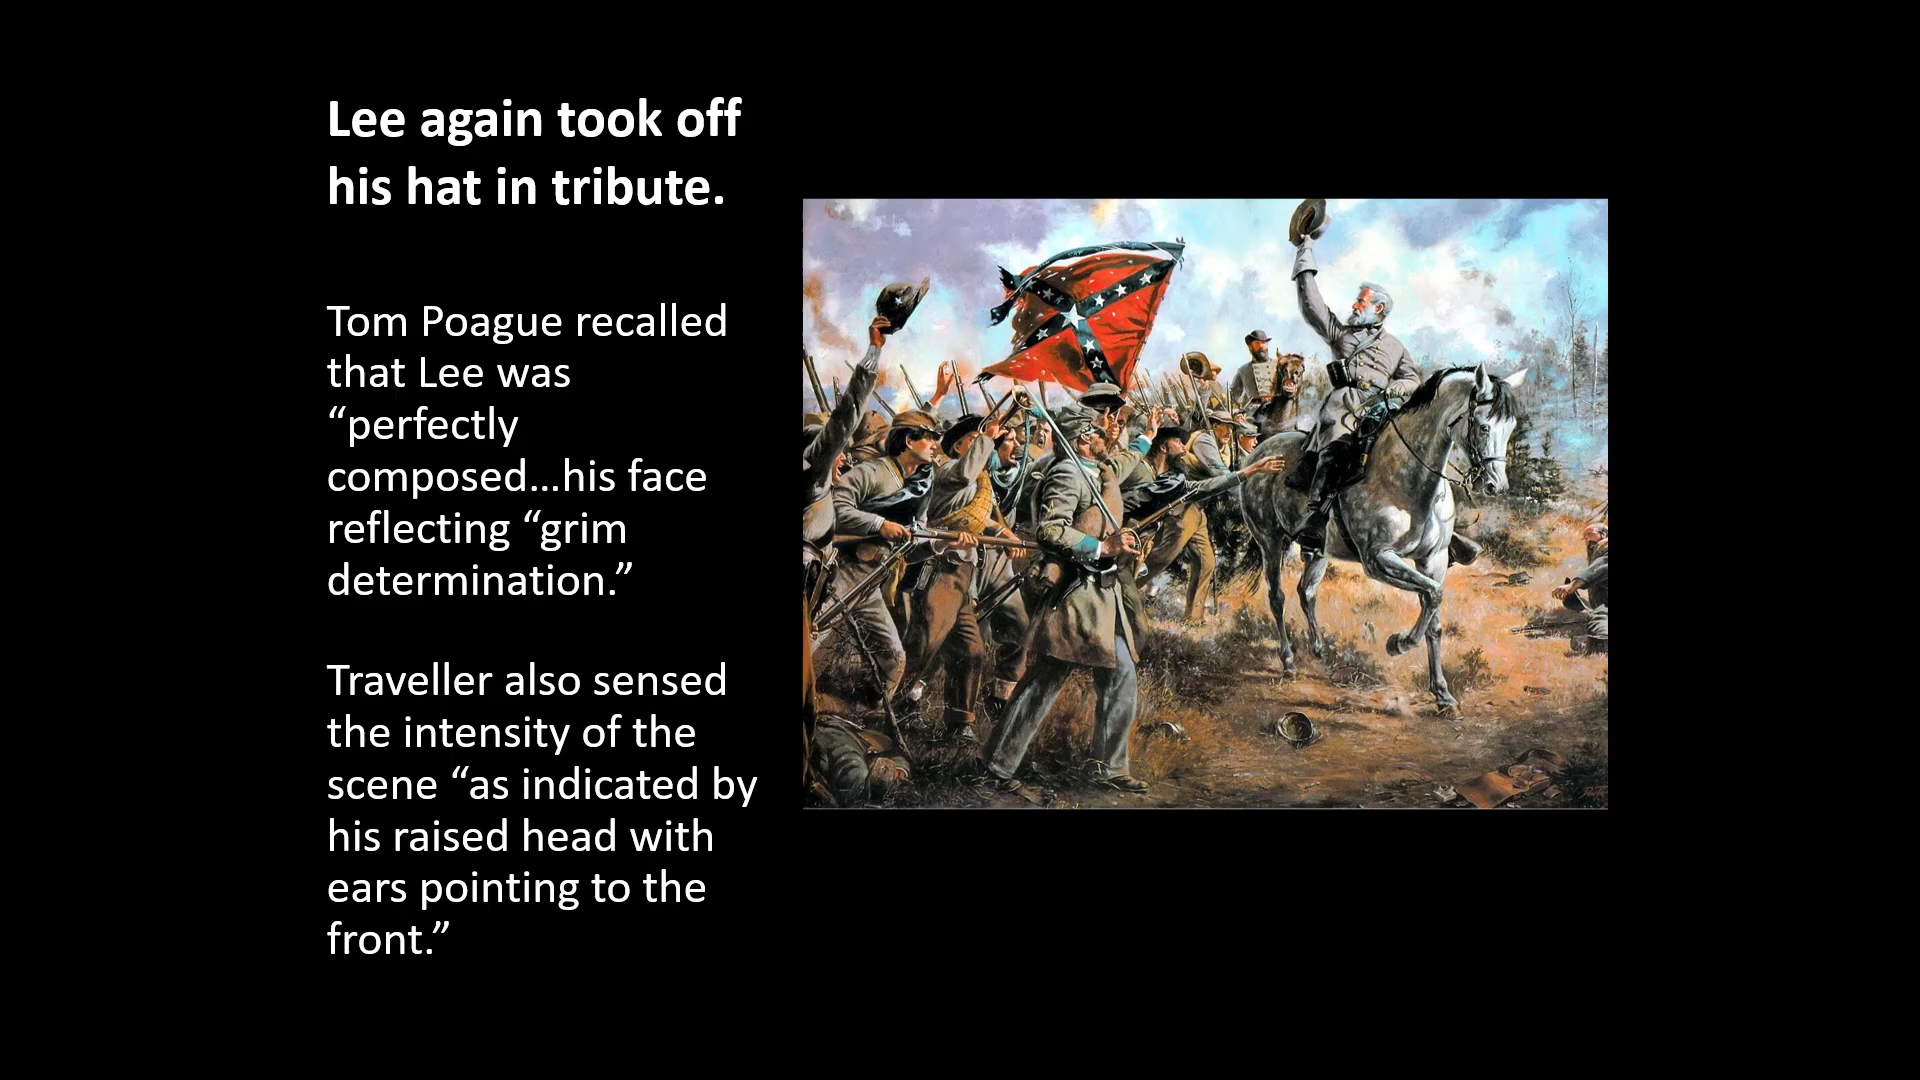 Lee again took off
his hat in tribute.
Tom Poague recalled
that Lee was
“perfectly
composed…his face
reflecting “grim
determination.”
Traveller also sensed
the intensity of the
scene “as indicated by
his raised head with
ears pointing to the
front.”